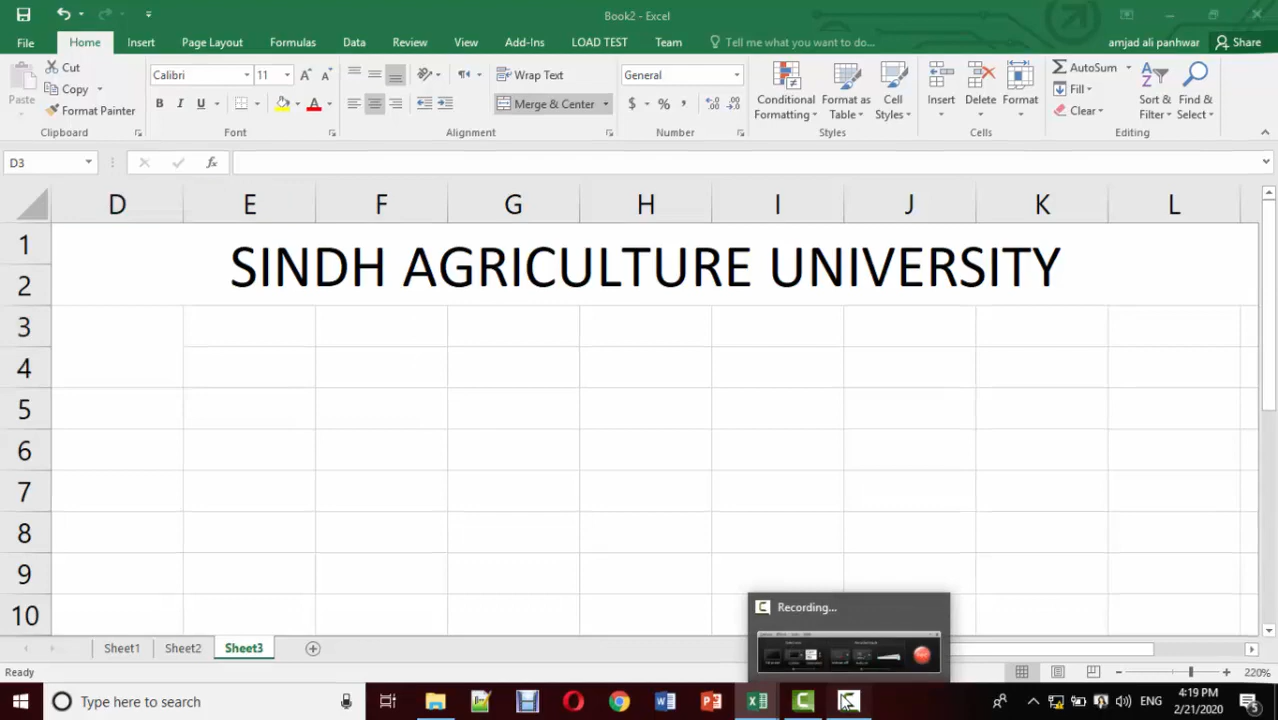 Book2 - Excel
File Home Insert Page Layout Formulas Data Review View Add-Ins LOAD TEST Team Tell me what you want to do... amjad ali panhwar Share
Paste
Cut
Copy
Format Painter
Clipboard
Calibri 11
B I U
Font
Wrap Text
Merge & Center
Alignment
General
$ % ,
Number
Conditional Formatting
Format as Table
Cell Styles
Styles
Insert Delete Format
Cells
AutoSum
Fill
Clear
Sort & Filter
Find & Select
Editing
D3 fx
D E F G H I J K L
1
SINDH AGRICULTURE UNIVERSITY
2
3
4
5
6
7
8
9
10
Recording...
Sheet1 Sheet2 Sheet3
Ready 220%
Type here to search
ENG 4:19 PM
2/21/2020
5